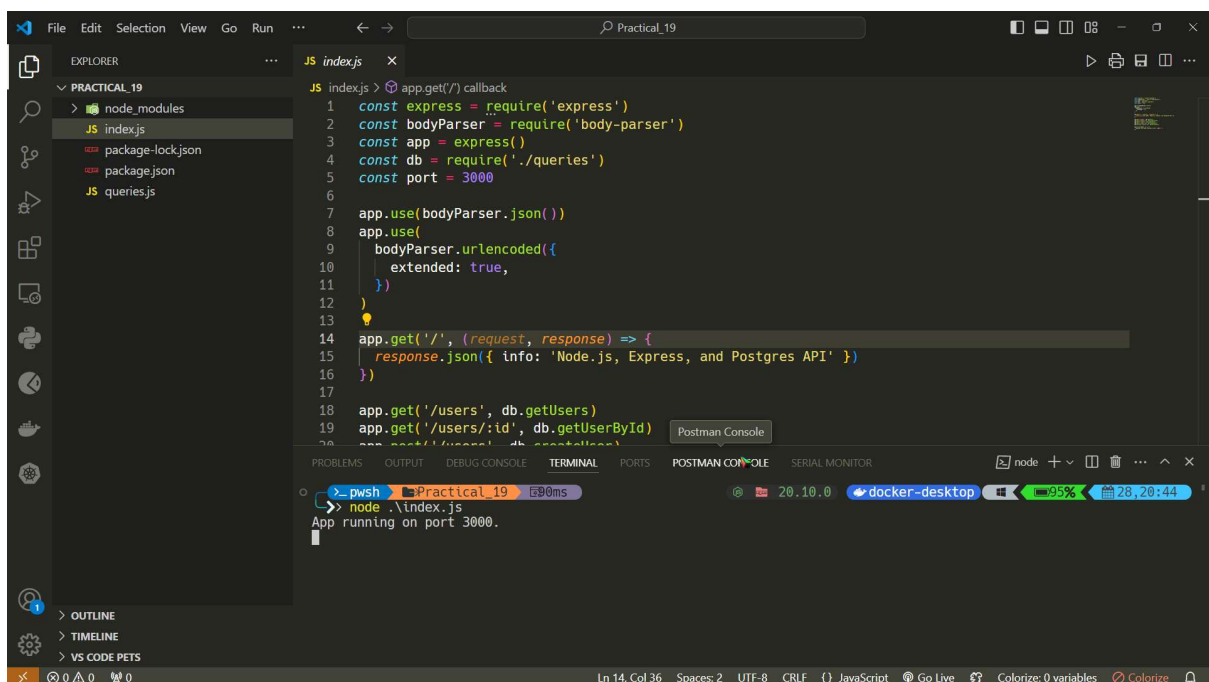 File Edit Selection View Go Run ··· Practical_19
EXPLORER ···
PRACTICAL_19
node_modules
JS index.js
package-lock.json
package.json
JS queries.js
OUTLINE
TIMELINE
VS CODE PETS
JS index.js
JS index.js > app.get('/') callback
1 const express = require('express')
2 const bodyParser = require('body-parser')
3 const app = express()
4 const db = require('./queries')
5 const port = 3000
6
7 app.use(bodyParser.json())
8 app.use(
9 bodyParser.urlencoded({
10 extended: true,
11 })
12 )
13
14 app.get('/', (request, response) => {
15 response.json({ info: 'Node.js, Express, and Postgres API' })
16 })
17
18 app.get('/users', db.getUsers)
19 app.get('/users/:id', db.getUserById)
20 app.post('/users', db.createUser)
Postman Console
PROBLEMS OUTPUT DEBUG CONSOLE TERMINAL PORTS POSTMAN CONSOLE SERIAL MONITOR node
pwsh Practical_19 90ms 20.10.0 docker-desktop 95% 28,20:44
node .\index.js
App running on port 3000.
1
0 0 0 Ln 14, Col 36 Spaces: 2 UTF-8 CRLF {} JavaScript Go Live Colorize: 0 variables Colorize